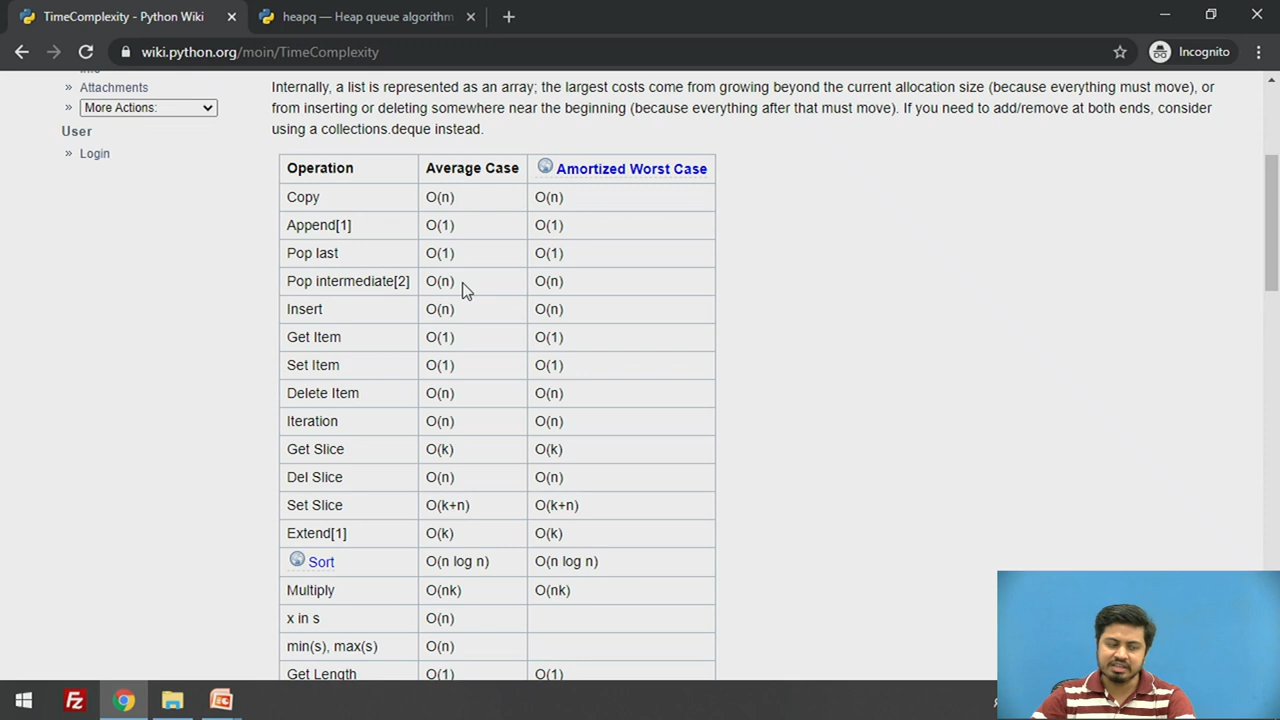 TimeComplexity - Python Wiki
heapq — Heap queue algorithm
wiki.python.org/moin/TimeComplexity
Incognito
Attachments
More Actions:
User
Login
Internally, a list is represented as an array; the largest costs come from growing beyond the current allocation size (because everything must move), or
from inserting or deleting somewhere near the beginning (because everything after that must move). If you need to add/remove at both ends, consider
using a collections.deque instead.
Operation Average Case Amortized Worst Case
Copy O(n) O(n)
Append[1] O(1) O(1)
Pop last O(1) O(1)
Pop intermediate[2] O(n) O(n)
Insert O(n) O(n)
Get Item O(1) O(1)
Set Item O(1) O(1)
Delete Item O(n) O(n)
Iteration O(n) O(n)
Get Slice O(k) O(k)
Del Slice O(n) O(n)
Set Slice O(k+n) O(k+n)
Extend[1] O(k) O(k)
Sort O(n log n) O(n log n)
Multiply O(nk) O(nk)
x in s O(n)
min(s), max(s) O(n)
Get Length O(1) O(1)
Fz